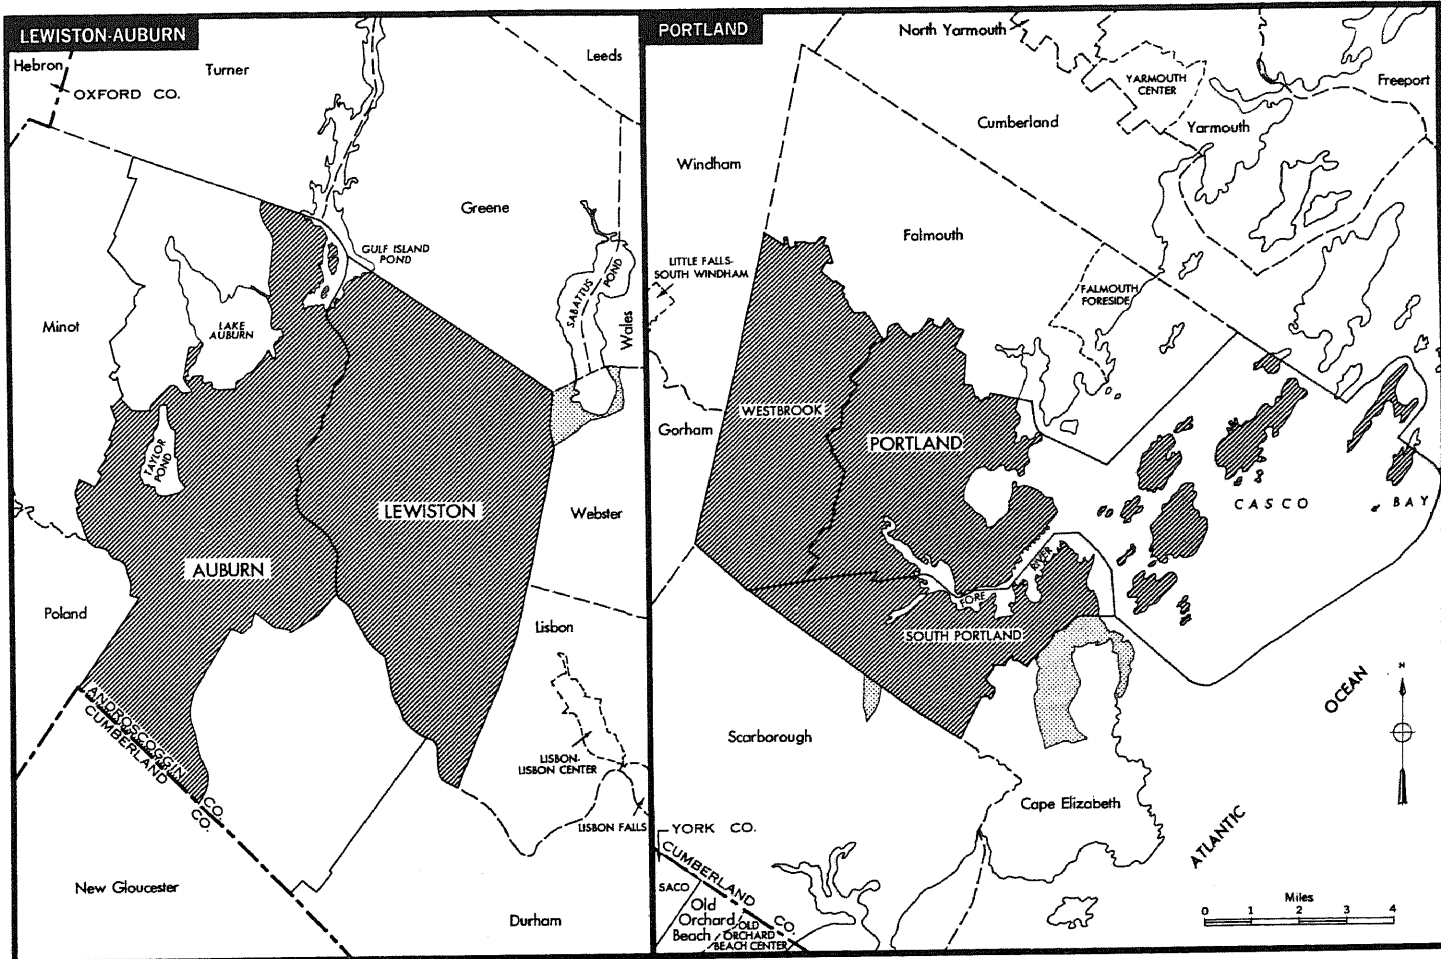 LEWISTON-AUBURN
Hebron
Turner
Leeds
OXFORD CO.
Greene
GULF ISLAND
POND
SABATTUS
POND
Wales
Minot
LAKE
AUBURN
TAYLOR
POND
LEWISTON
Webster
AUBURN
Poland
Lisbon
ANDROSCOGGIN CO.
CUMBERLAND CO.
LISBON-
LISBON CENTER
LISBON FALLS
New Gloucester
Durham
PORTLAND
North Yarmouth
YARMOUTH
CENTER
Freeport
Cumberland
Yarmouth
Windham
Falmouth
LITTLE FALLS-
SOUTH WINDHAM
FALMOUTH
FORESIDE
WESTBROOK
Gorham
PORTLAND
CASCO BAY
FORE RIVER
SOUTH PORTLAND
N
ATLANTIC OCEAN
Scarborough
Cape Elizabeth
YORK CO.
CUMBERLAND CO.
SACO
Old
Orchard
Beach
OLD
ORCHARD
BEACH CENTER
Miles
0 1 2 3 4